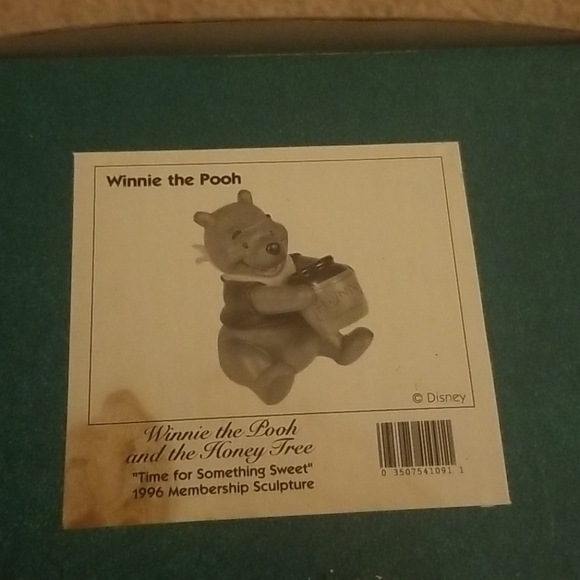 Winnie the Pooh
© Disney
Winnie the Pooh
and the Honey Tree
"Time for Something Sweet"
1996 Membership Sculpture
0 3507541091 1